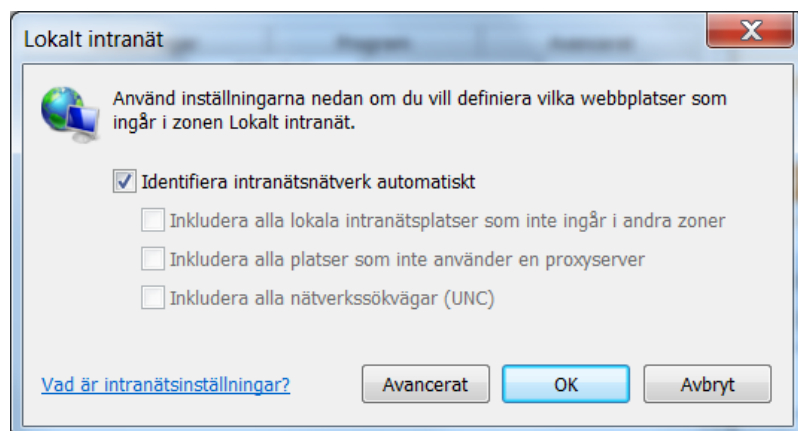 Lokalt intranät
Program
Avancerat
Använd inställningarna nedan om du vill definiera vilka webbplatser som
ingår i zonen Lokalt intranät.
Identifiera intranätsnätverk automatiskt
Inkludera alla lokala intranätsplatser som inte ingår i andra zoner
Inkludera alla platser som inte använder en proxyserver
Inkludera alla nätverkssökvägar (UNC)
Vad är intranätsinställningar?
Avancerat
OK
Avbryt